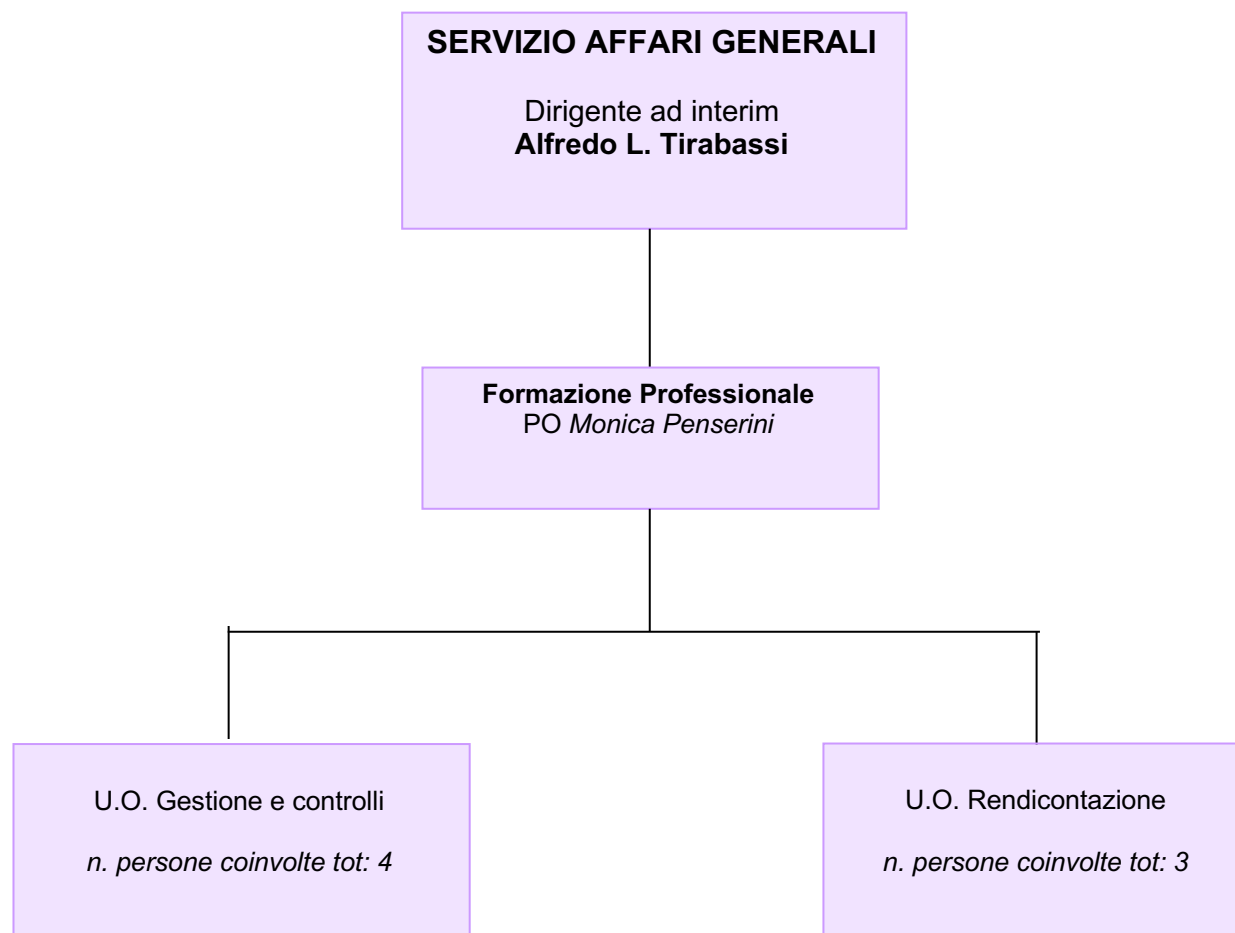 SERVIZIO AFFARI GENERALI
Dirigente ad interim
Alfredo L. Tirabassi
Formazione Professionale
PO Monica Penserini
U.O. Gestione e controlli
n. persone coinvolte tot: 4
U.O. Rendicontazione
n. persone coinvolte tot: 3